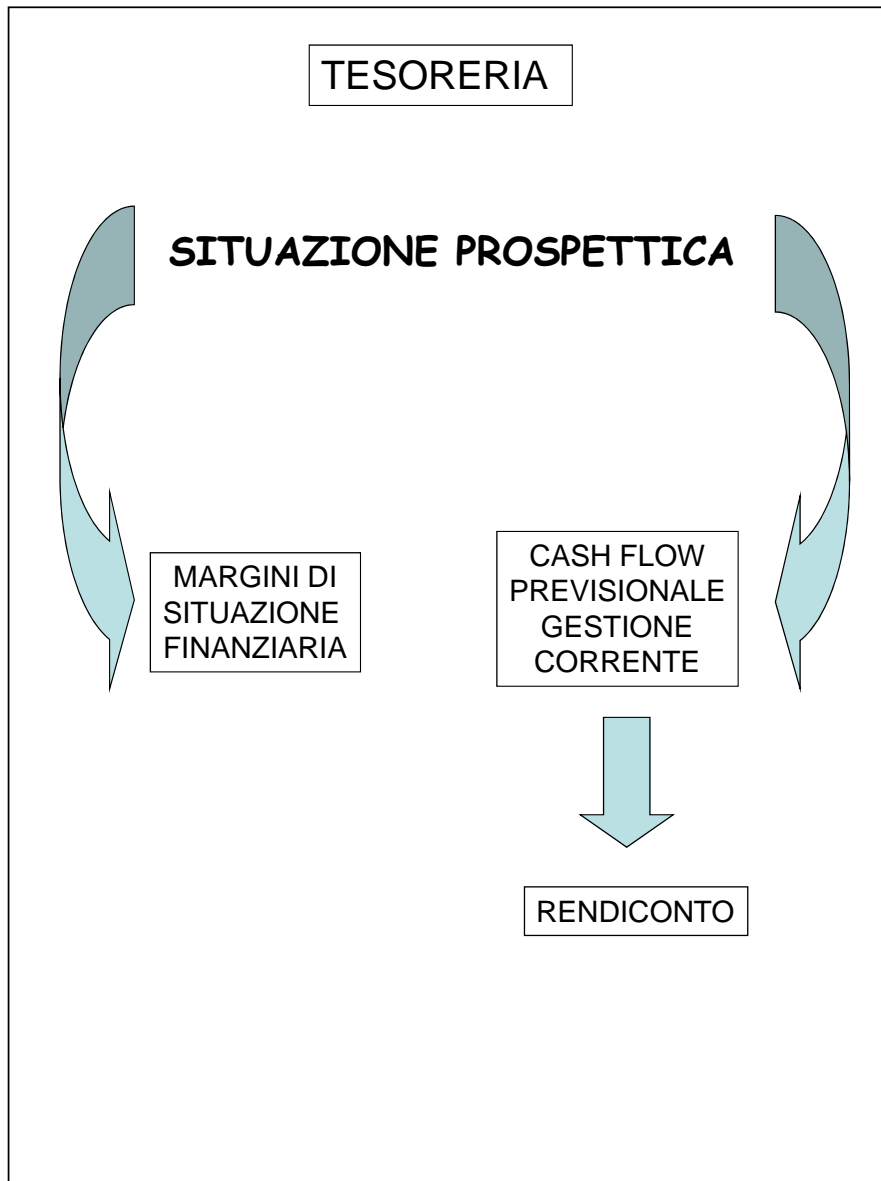 TESORERIA
SITUAZIONE PROSPETTICA
MARGINI DI
SITUAZIONE
FINANZIARIA
CASH FLOW
PREVISIONALE
GESTIONE
CORRENTE
RENDICONTO